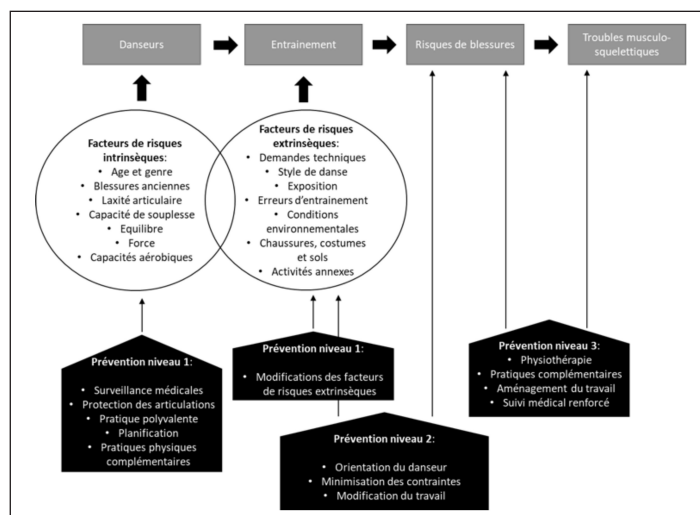 Danseurs
Entrainement
Risques de blessures
Troubles musculo-
squelettiques
Facteurs de risques
intrinsèques:
• Age et genre
• Blessures anciennes
• Laxité articulaire
• Capacité de souplesse
• Equilibre
• Force
• Capacités aérobiques
Facteurs de risques
extrinsèques:
• Demandes techniques
• Style de danse
• Exposition
• Erreurs d'entrainement
• Conditions
environnementales
• Chaussures, costumes
et sols
• Activités annexes
Prévention niveau 1:
• Surveillance médicales
• Protection des articulations
• Pratique polyvalente
• Planification
• Pratiques physiques
complémentaires
Prévention niveau 1:
• Modifications des facteurs
de risques extrinsèques
Prévention niveau 2:
• Orientation du danseur
• Minimisation des contraintes
• Modification du travail
Prévention niveau 3:
• Physiothérapie
• Pratiques complémentaires
• Aménagement du travail
• Suivi médical renforcé